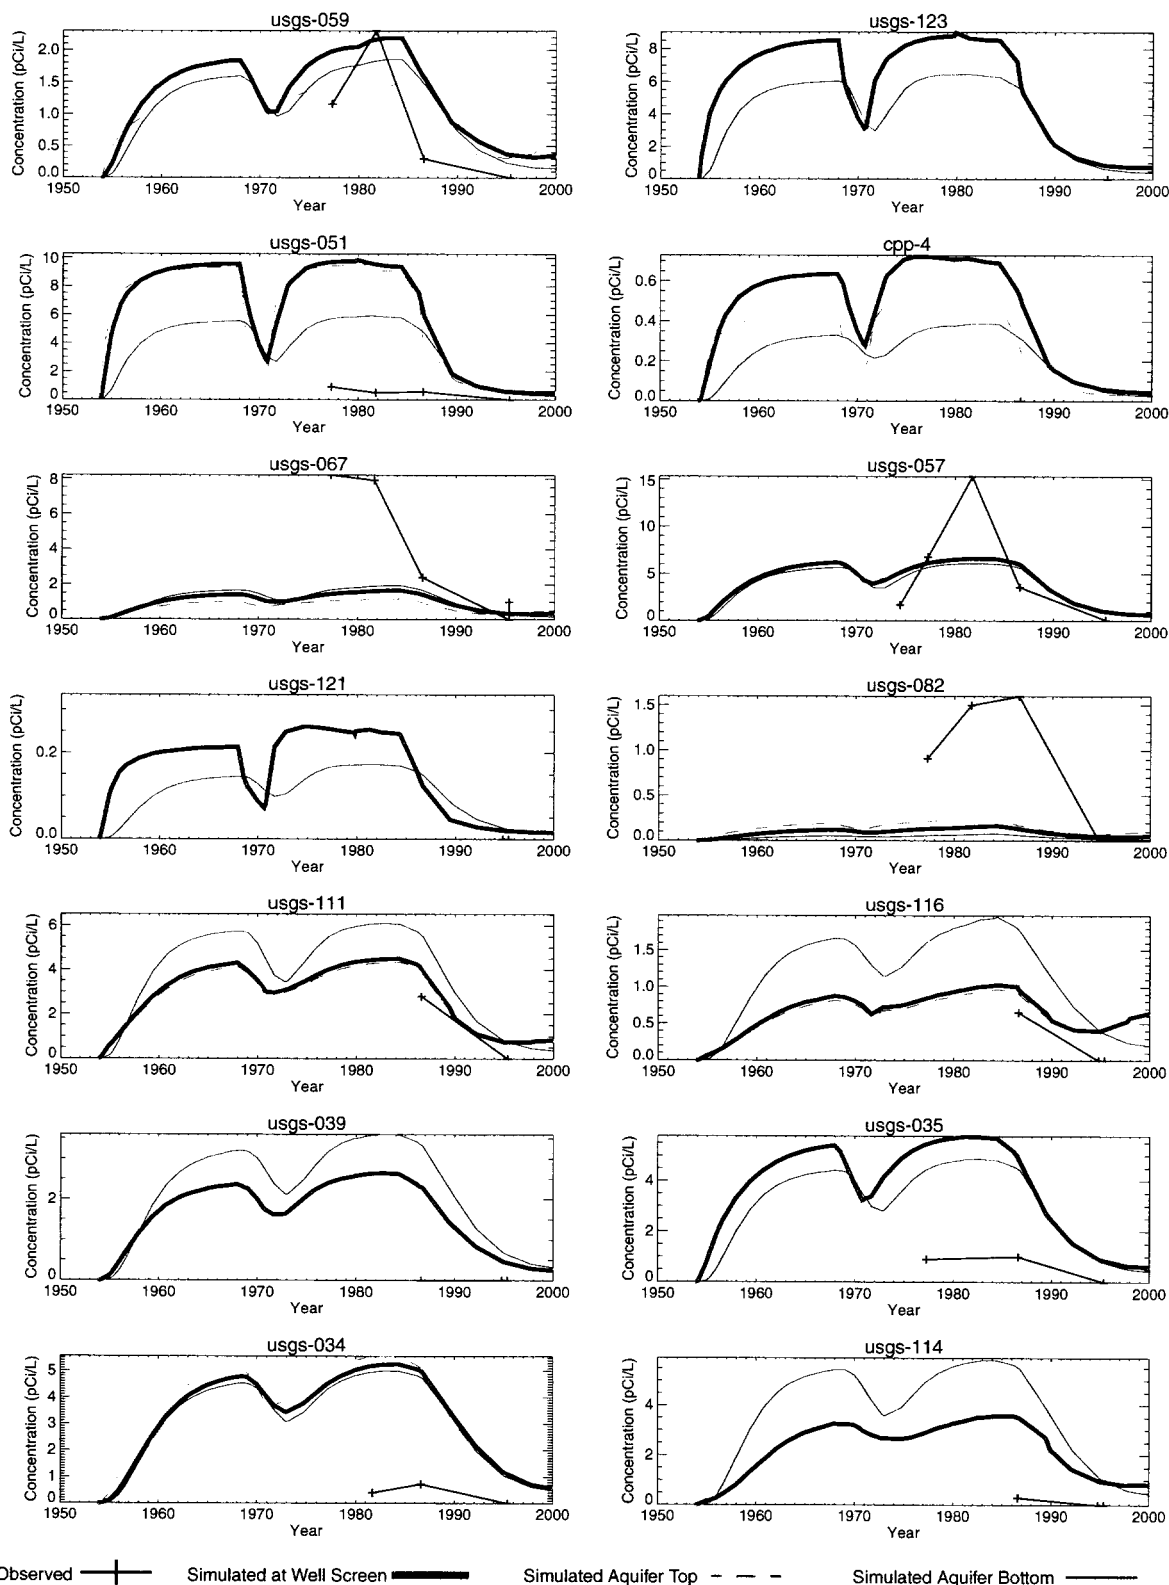 usgs-059
Concentration (pCi/L)
2.0
1.5
1.0
0.5
0.0
1950 1960 1970 1980 1990 2000
Year
usgs-123
Concentration (pCi/L)
8
6
4
2
0
1950 1960 1970 1980 1990 2000
Year
usgs-051
Concentration (pCi/L)
10
8
6
4
2
0
1950 1960 1970 1980 1990 2000
Year
cpp-4
Concentration (pCi/L)
0.6
0.4
0.2
0.0
1950 1960 1970 1980 1990 2000
Year
usgs-067
Concentration (pCi/L)
8
6
4
2
0
1950 1960 1970 1980 1990 2000
Year
usgs-057
Concentration (pCi/L)
15
10
5
0
1950 1960 1970 1980 1990 2000
Year
usgs-121
Concentration (pCi/L)
0.2
0.0
1950 1960 1970 1980 1990 2000
Year
usgs-082
Concentration (pCi/L)
1.5
1.0
0.5
0.0
1950 1960 1970 1980 1990 2000
Year
usgs-111
Concentration (pCi/L)
6
4
2
0
1950 1960 1970 1980 1990 2000
Year
usgs-116
Concentration (pCi/L)
1.5
1.0
0.5
0.0
1950 1960 1970 1980 1990 2000
Year
usgs-039
Concentration (pCi/L)
2
0
1950 1960 1970 1980 1990 2000
Year
usgs-035
Concentration (pCi/L)
4
2
0
1950 1960 1970 1980 1990 2000
Year
usgs-034
Concentration (pCi/L)
5
4
3
2
1
0
1950 1960 1970 1980 1990 2000
Year
usgs-114
Concentration (pCi/L)
4
2
0
1950 1960 1970 1980 1990 2000
Year
Observed Simulated at Well Screen Simulated Aquifer Top Simulated Aquifer Bottom